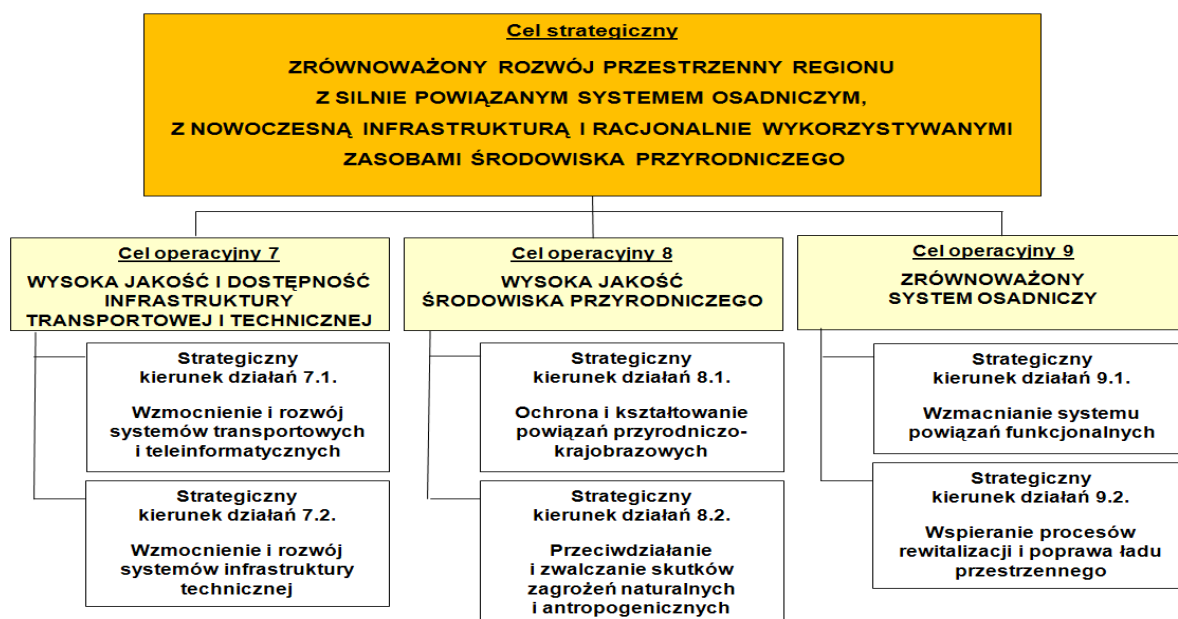 Cel strategiczny
ZRÓWNOWAŻONY ROZWÓJ PRZESTRZENNY REGIONU
Z SILNIE POWIĄZANYM SYSTEMEM OSADNICZYM,
Z NOWOCZESNĄ INFRASTRUKTURĄ I RACJONALNIE WYKORZYSTYWANYMI
ZASOBAMI ŚRODOWISKA PRZYRODNICZEGO
Cel operacyjny 7
WYSOKA JAKOŚĆ I DOSTĘPNOŚĆ
INFRASTRUKTURY
TRANSPORTOWEJ I TECHNICZNEJ
Strategiczny
kierunek działań 7.1.
Wzmocnienie i rozwój
systemów transportowych
i teleinformatycznych
Strategiczny
kierunek działań 7.2.
Wzmocnienie i rozwój
systemów infrastruktury
technicznej
Cel operacyjny 8
WYSOKA JAKOŚĆ
ŚRODOWISKA PRZYRODNICZEGO
Strategiczny
kierunek działań 8.1.
Ochrona i kształtowanie
powiązań przyrodniczo-
krajobrazowych
Strategiczny
kierunek działań 8.2.
Przeciwdziałanie
i zwalczanie skutków
zagrożeń naturalnych
i antropogenicznych
Cel operacyjny 9
ZRÓWNOWAŻONY
SYSTEM OSADNICZY
Strategiczny
kierunek działań 9.1.
Wzmacnianie systemu
powiązań funkcjonalnych
Strategiczny
kierunek działań 9.2.
Wspieranie procesów
rewitalizacji i poprawa ładu
przestrzennego